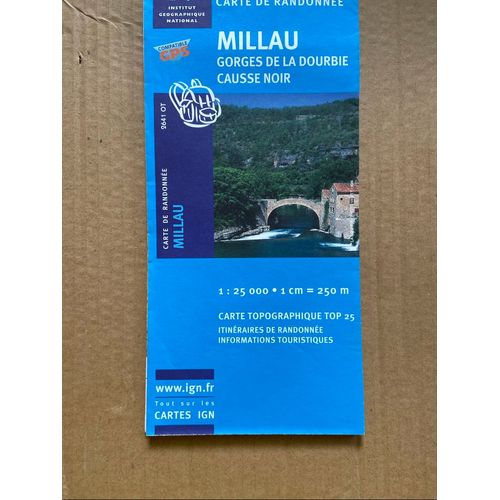 INSTITUT
GEOGRAPHIQUE
NATIONAL
CARTE DE RANDONNÉE
COMPATIBLE
GPS
MILLAU
GORGES DE LA DOURBIE
CAUSSE NOIR
2641 OT
CARTE DE RANDONNÉE
MILLAU
1 : 25 000 • 1 cm = 250 m
CARTE TOPOGRAPHIQUE TOP 25
ITINÉRAIRES DE RANDONNÉE
INFORMATIONS TOURISTIQUES
www.ign.fr
Tout sur les
CARTES IGN